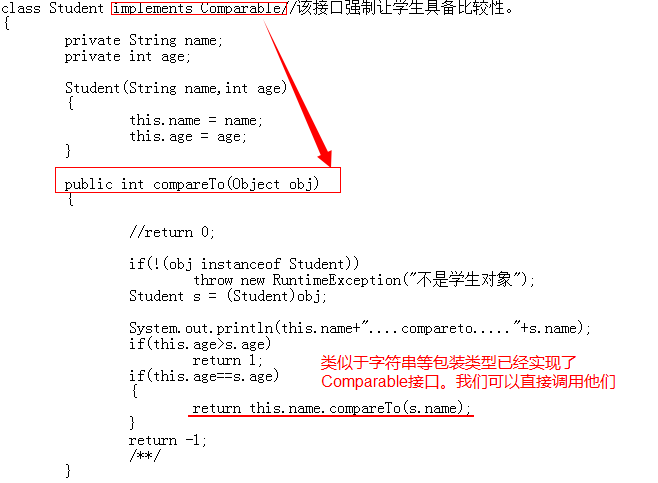 class Student implements Comparable//该接口强制让学生具备比较性。
{
private String name;
private int age;
Student(String name,int age)
{
this.name = name;
this.age = age;
}
public int compareTo(Object obj)
{
//return 0;
if(!(obj instanceof Student))
throw new RuntimeException("不是学生对象");
Student s = (Student)obj;
System.out.println(this.name+"....compareto....."+s.name);
if(this.age>s.age)
return 1;
if(this.age==s.age)
{
return this.name.compareTo(s.name);
}
return -1;
/**/
}
类似于字符串等包装类型已经实现了
Comparable接口。我们可以直接调用他们